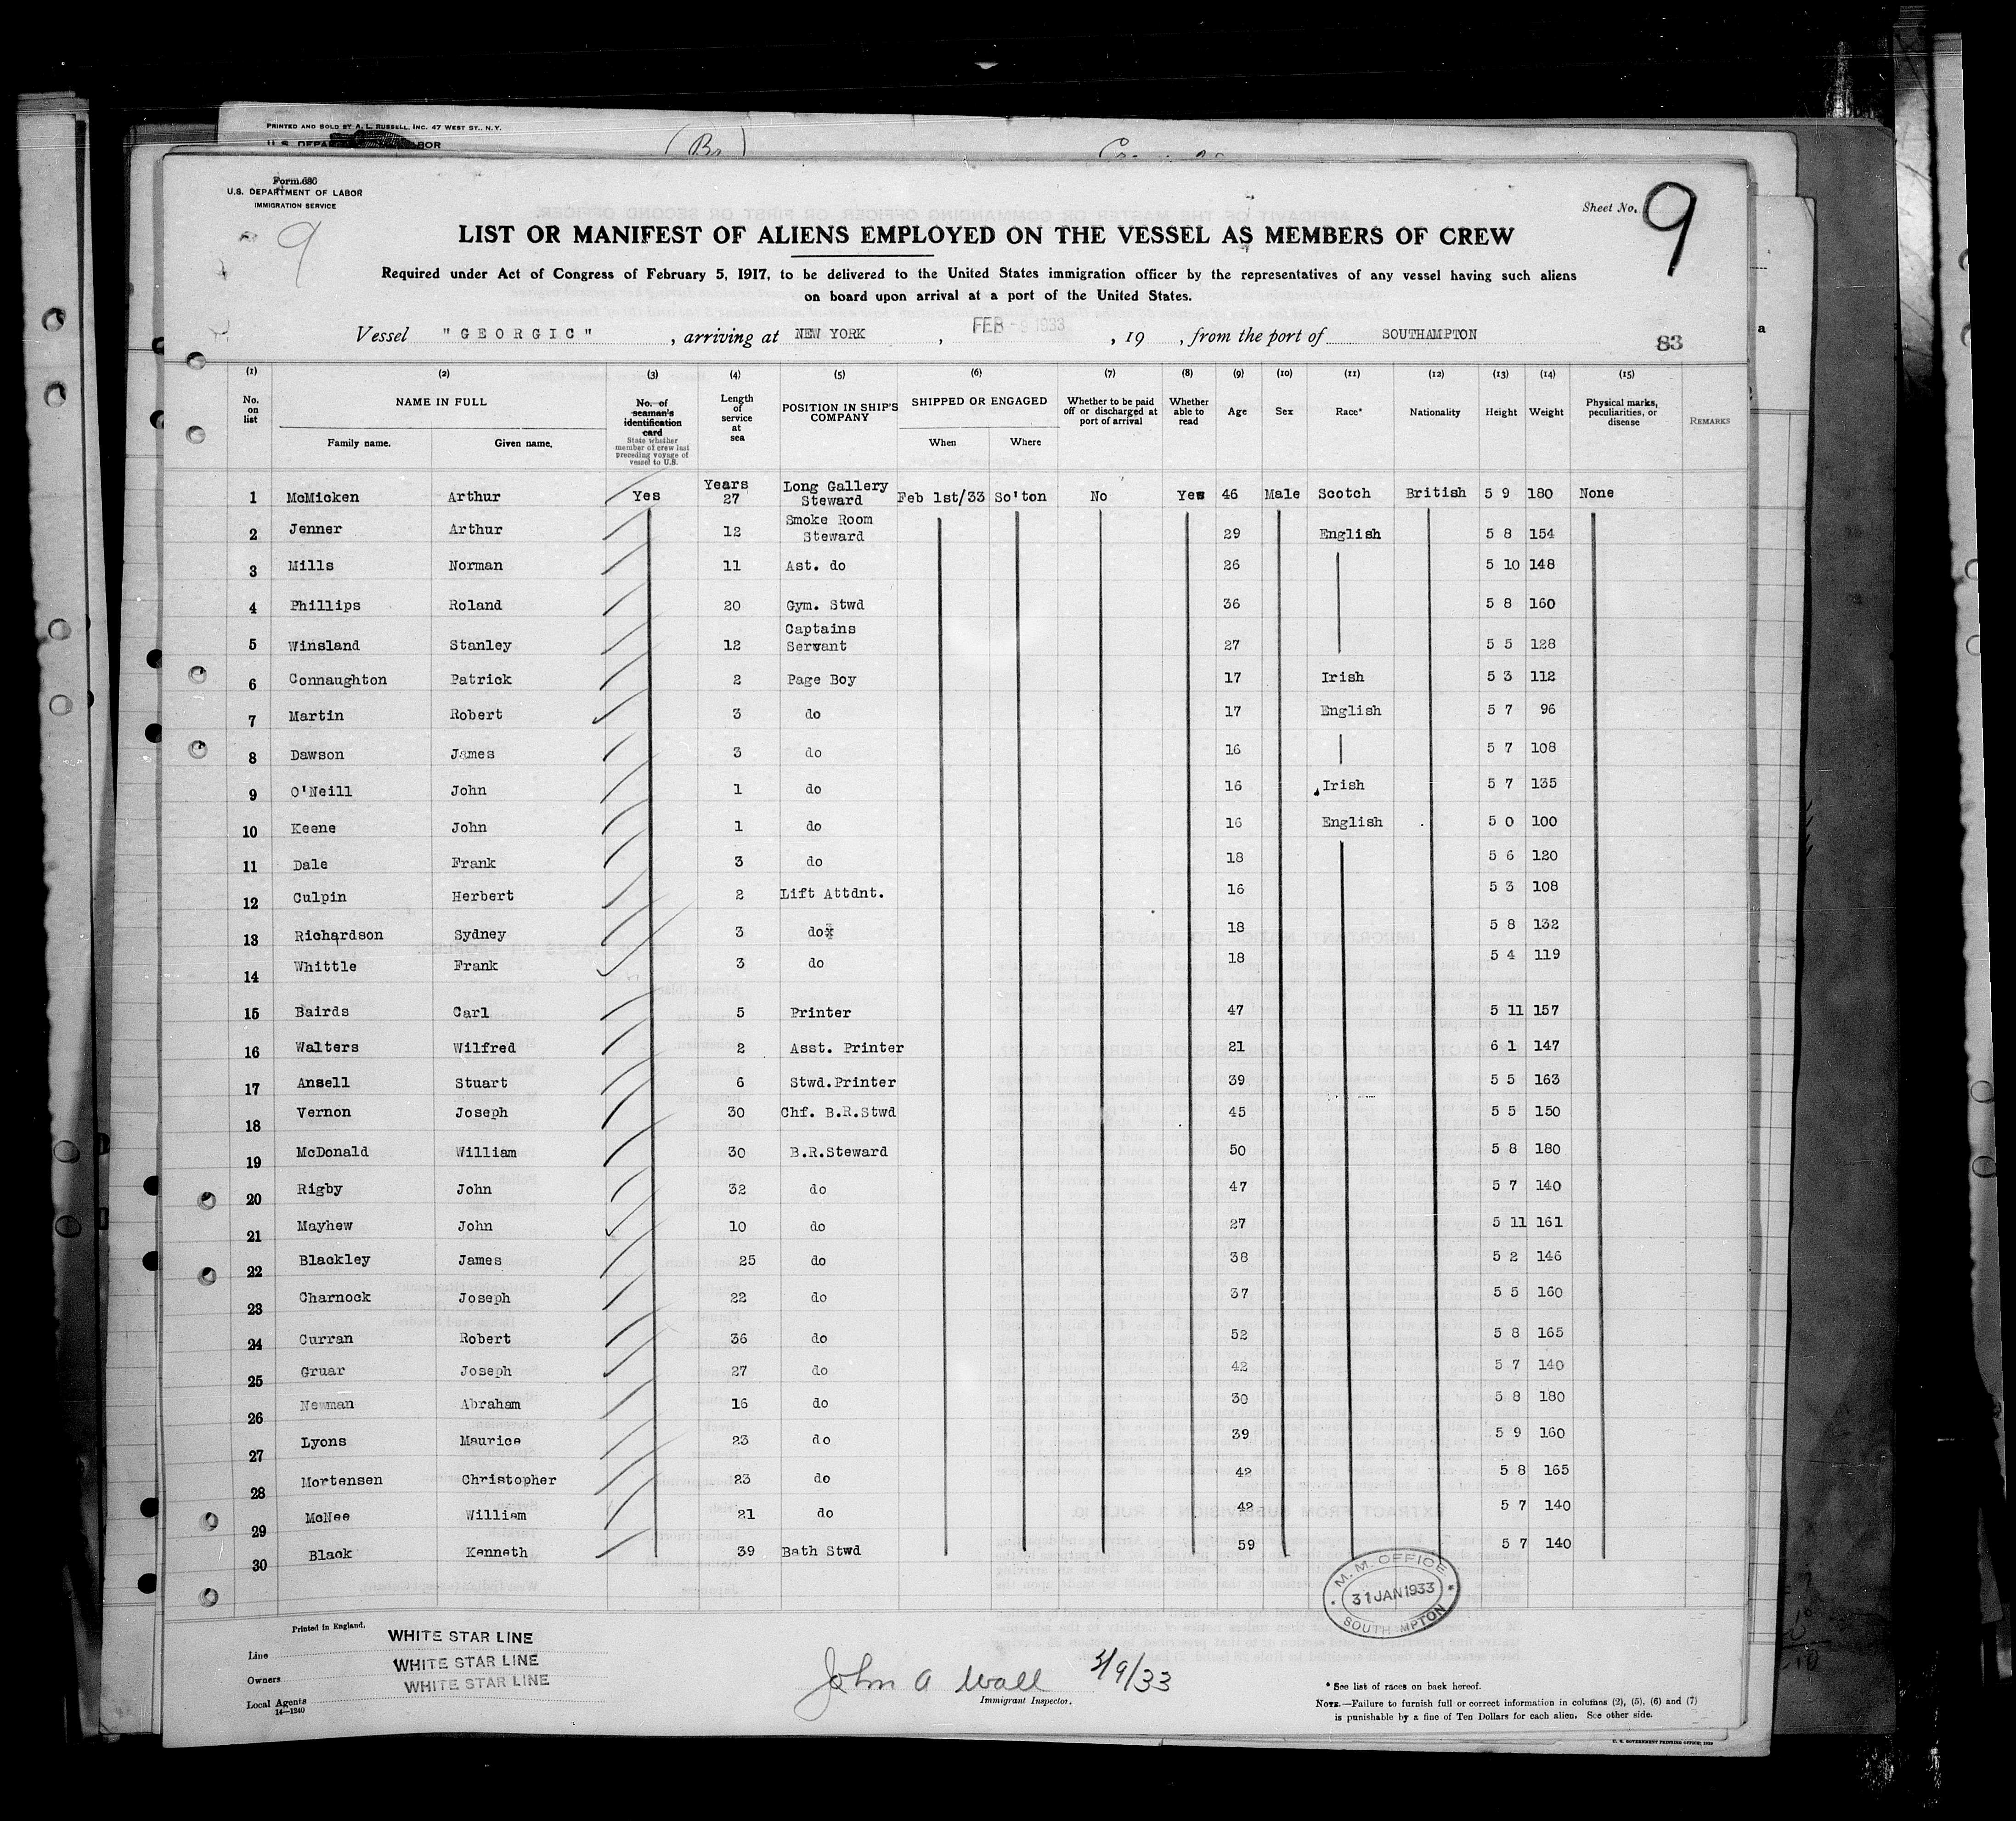 PRINTED AND SOLD BY A. L. RUSSELL, INC. 47 WEST ST., N.Y.
(Br)
Form 680
U.S. DEPARTMENT OF LABOR
IMMIGRATION SERVICE
9
Sheet No. 9
LIST OR MANIFEST OF ALIENS EMPLOYED ON THE VESSEL AS MEMBERS OF CREW
Required under Act of Congress of February 5, 1917, to be delivered to the United States immigration officer by the representatives of any vessel having such aliens
on board upon arrival at a port of the United States.
Vessel "GEORGIC", arriving at NEW YORK, FEB - 9 1933, 19 , from the port of SOUTHAMPTON
83
(1) (2) (3) (4) (5) (6) (7) (8) (9) (10) (11) (12) (13) (14) (15)
No. on list
NAME IN FULL
Family name. Given name.
No. of seaman's identification card
State whether member of crew last preceding voyage of vessel to U.S.
Length of service at sea
POSITION IN SHIP'S COMPANY
SHIPPED OR ENGAGED
When Where
Whether to be paid off or discharged at port of arrival
Whether able to read
Age
Sex
Race*
Nationality
Height
Weight
Physical marks, peculiarities, or disease
REMARKS
1 McMicken Arthur Yes Years 27 Long Gallery Steward Feb 1st/33 So'ton No Yes 46 Male Scotch British 5 9 180 None
2 Jenner Arthur 12 Smoke Room Steward 29 English 5 8 154
3 Mills Norman 11 Ast. do 26 5 10 148
4 Phillips Roland 20 Gym. Stwd 36 5 8 160
5 Winsland Stanley 12 Captains Servant 27 5 5 128
6 Connaughton Patrick 2 Page Boy 17 Irish 5 3 112
7 Martin Robert 3 do 17 English 5 7 96
8 Dawson James 3 do 16 5 7 108
9 O'Neill John 1 do 16 Irish 5 7 135
10 Keene John 1 do 16 English 5 0 100
11 Dale Frank 3 do 18 5 6 120
12 Culpin Herbert 2 Lift Attdnt. 16 5 3 108
13 Richardson Sydney 3 do 18 5 8 132
14 Whittle Frank 3 do 18 5 4 119
15 Bairds Carl 5 Printer 47 5 11 157
16 Walters Wilfred 2 Asst. Printer 21 6 1 147
17 Ansell Stuart 6 Stwd.Printer 39 5 5 163
18 Vernon Joseph 30 Chf. B.R.Stwd 45 5 5 150
19 McDonald William 30 B.R.Steward 50 5 8 180
20 Rigby John 32 do 47 5 7 140
21 Mayhew John 10 do 27 5 11 161
22 Blackley James 25 do 38 5 2 146
23 Charnock Joseph 22 do 37 5 5 160
24 Curran Robert 36 do 52 5 8 165
25 Gruar Joseph 27 do 42 5 7 140
26 Newman Abraham 16 do 30 5 8 180
27 Lyons Maurice 23 do 39 5 9 160
28 Mortensen Christopher 23 do 42 5 8 165
29 McNee William 21 do 42 5 7 140
30 Black Kenneth 39 Bath Stwd 59 5 7 140
M. M. OFFICE
31 JAN 1933
SOUTH MPTON
Printed in England.
Line WHITE STAR LINE
Owners WHITE STAR LINE
Local Agents WHITE STAR LINE
14—1240
John A Wall 2/9/33
Immigrant Inspector.
* See list of races on back hereof.
NOTE.—Failure to furnish full or correct information in columns (2), (5), (6) and (7)
is punishable by a fine of Ten Dollars for each alien. See other side.
U. S. GOVERNMENT PRINTING OFFICE: 1929